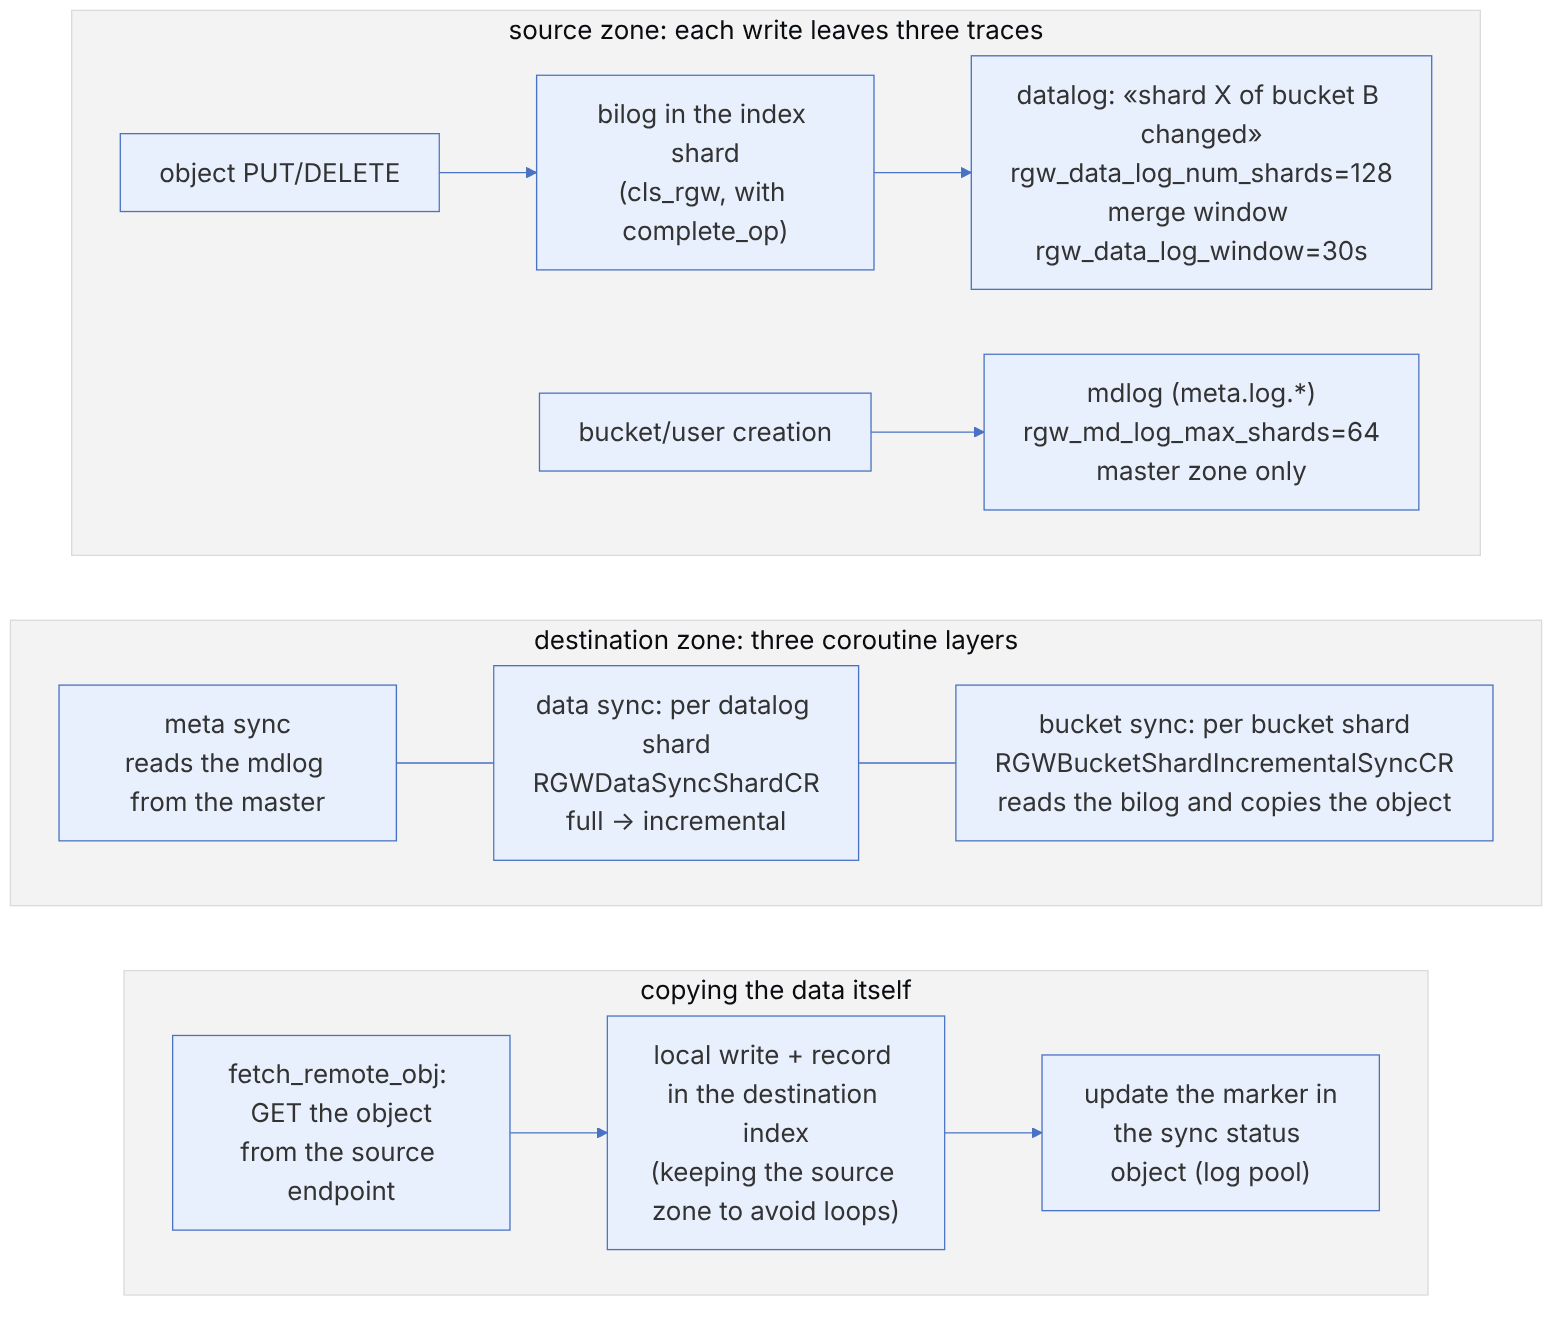 source zone: each write leaves three traces
object PUT/DELETE
bilog in the index
shard
(cls_rgw, with
complete_op)
datalog: «shard X of bucket B
changed»
rgw_data_log_num_shards=128
merge window
rgw_data_log_window=30s
bucket/user creation
mdlog (meta.log.*)
rgw_md_log_max_shards=64
master zone only
destination zone: three coroutine layers
meta sync
reads the mdlog
from the master
data sync: per datalog
shard
RGWDataSyncShardCR
full → incremental
bucket sync: per bucket shard
RGWBucketShardIncrementalSyncCR
reads the bilog and copies the object
copying the data itself
fetch_remote_obj:
GET the object
from the source
endpoint
local write + record
in the destination
index
(keeping the source
zone to avoid loops)
update the marker in
the sync status
object (log pool)